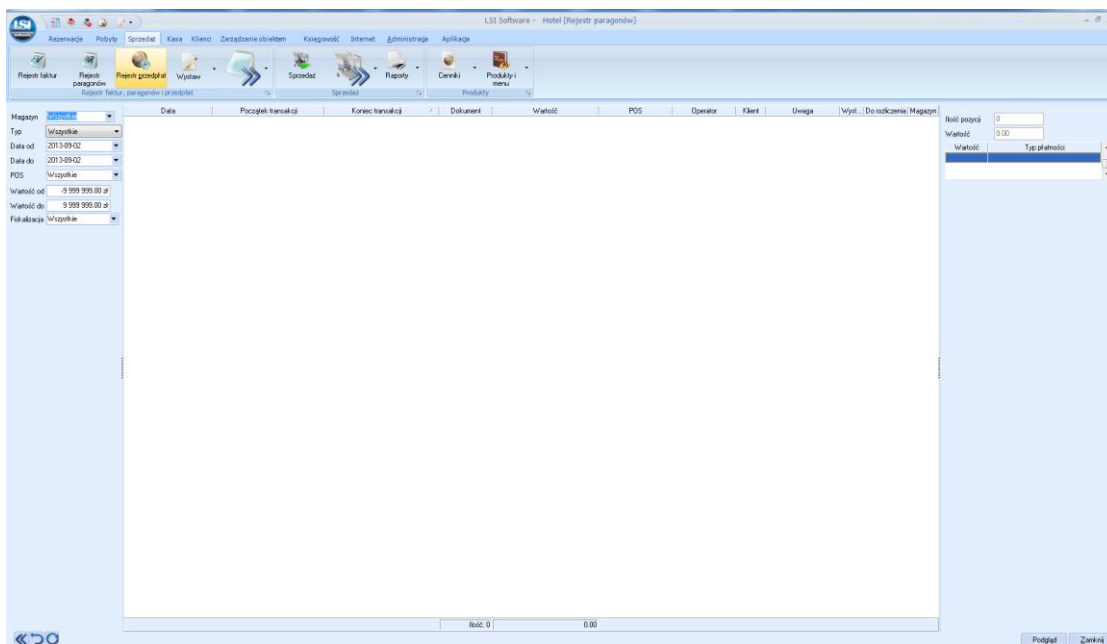 LSI Software - Hotel [Rejestr paragonów]
LSI
Rezerwacje Pobyty Sprzedaż Kasa Klienci Zarządzanie obiektem Księgowość Internet Administracja Aplikacja
Rejestr faktur Rejestr paragonów Rejestr przedpłat Wystaw Sprzedaż Raporty Cenniki Produkty i menu
Rejestr faktur, paragonów i przedpłat Sprzedaż Produkty
Data Początek transakcji Koniec transakcji Dokument Wartość POS Operator Klient Uwaga Wyst... Do rozliczenia Magazyn
Magazyn Wszystkie
Typ Wszystkie
Data od 2013-09-02
Data do 2013-09-02
POS Wszystkie
Wartość od -9 999 999.00 zł
Wartość do 9 999 999.00 zł
Fiskalizacja Wszystkie
Ilość pozycji 0
Wartość 0.00
Wartość Typ płatności
Ilość: 0 0.00
Podgląd Zamknij